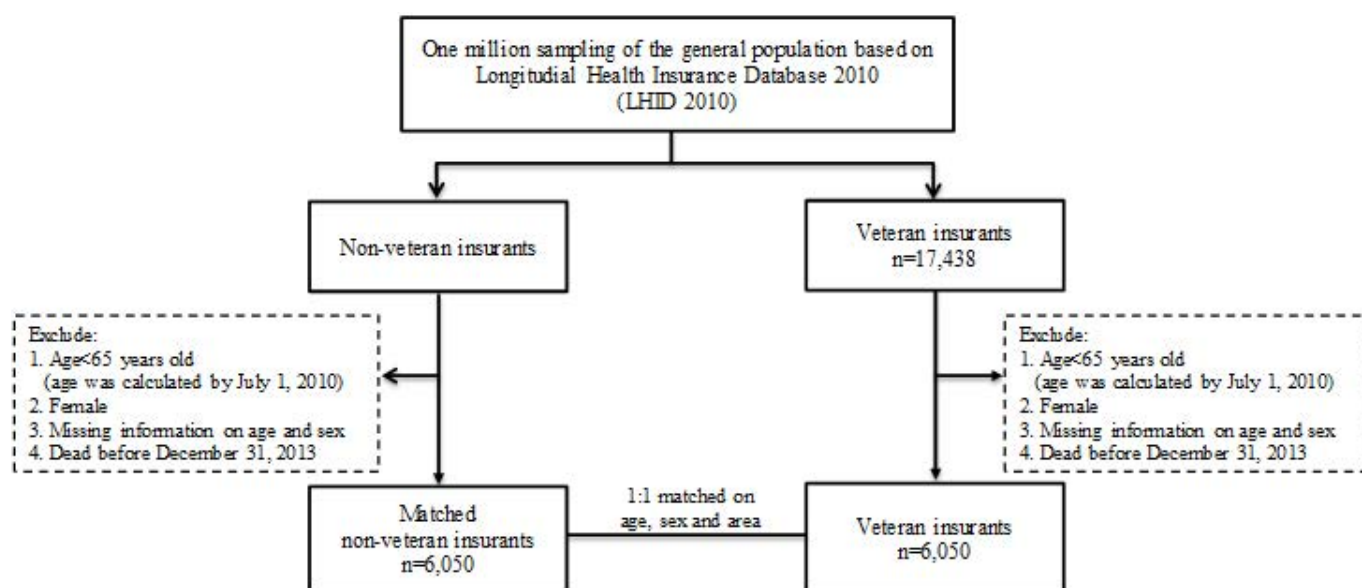 One million sampling of the general population based on
Longitudial Health Insurance Database 2010
(LHID 2010)
Non-veteran insurants
Veteran insurants
n=17,438
Exclude:
1. Age<65 years old
(age was calculated by July 1, 2010)
2. Female
3. Missing information on age and sex
4. Dead before December 31, 2013
Exclude:
1. Age<65 years old
(age was calculated by July 1, 2010)
2. Female
3. Missing information on age and sex
4. Dead before December 31, 2013
Matched
non-veteran insurants
n=6,050
1:1 matched on
age, sex and area
Veteran insurants
n=6,050